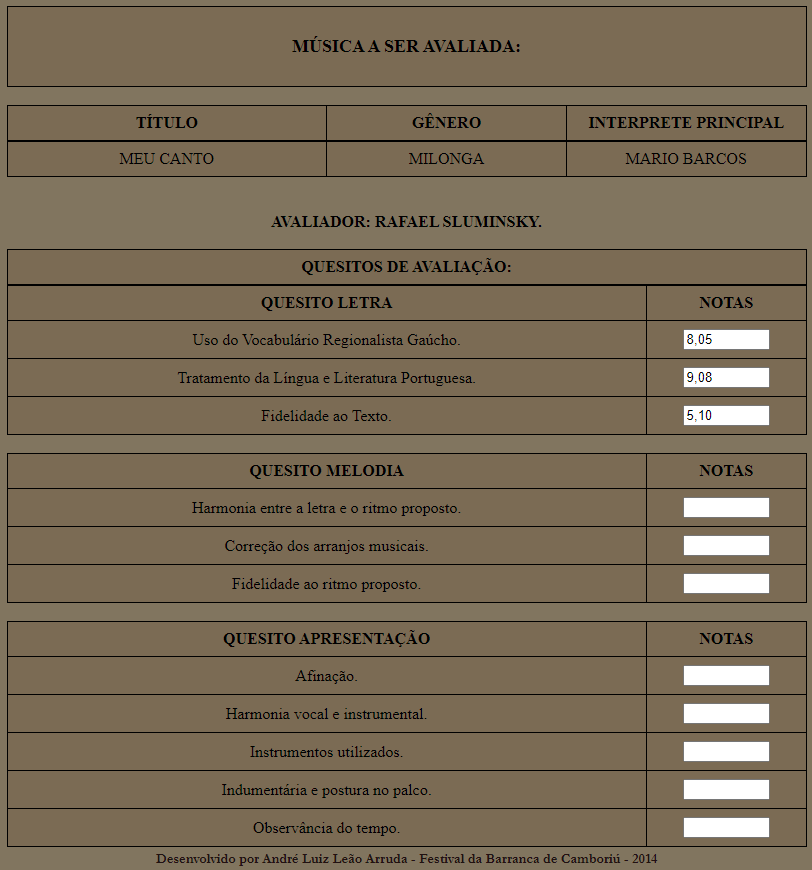 MÚSICA A SER AVALIADA:
TÍTULO GÊNERO INTERPRETE PRINCIPAL
MEU CANTO MILONGA MARIO BARCOS
AVALIADOR: RAFAEL SLUMINSKY.
QUESITOS DE AVALIAÇÃO:
QUESITO LETRA NOTAS
Uso do Vocabulário Regionalista Gaúcho. 8,05
Tratamento da Língua e Literatura Portuguesa. 9,08
Fidelidade ao Texto. 5,10
QUESITO MELODIA NOTAS
Harmonia entre a letra e o ritmo proposto.
Correção dos arranjos musicais.
Fidelidade ao ritmo proposto.
QUESITO APRESENTAÇÃO NOTAS
Afinação.
Harmonia vocal e instrumental.
Instrumentos utilizados.
Indumentária e postura no palco.
Observância do tempo.
Desenvolvido por André Luiz Leão Arruda - Festival da Barranca de Camboriú - 2014